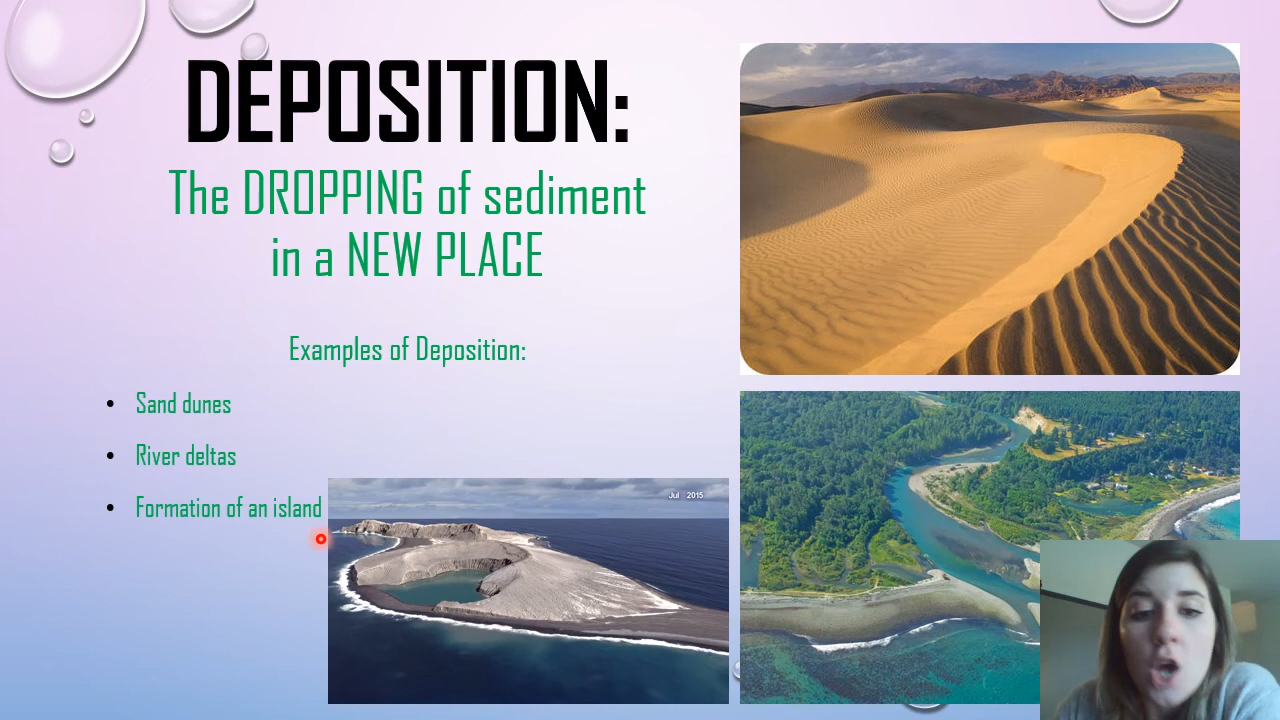 DEPOSITION:
The DROPPING of sediment
in a NEW PLACE
Examples of Deposition:
• Sand dunes
• River deltas
• Formation of an island
Jul 2015